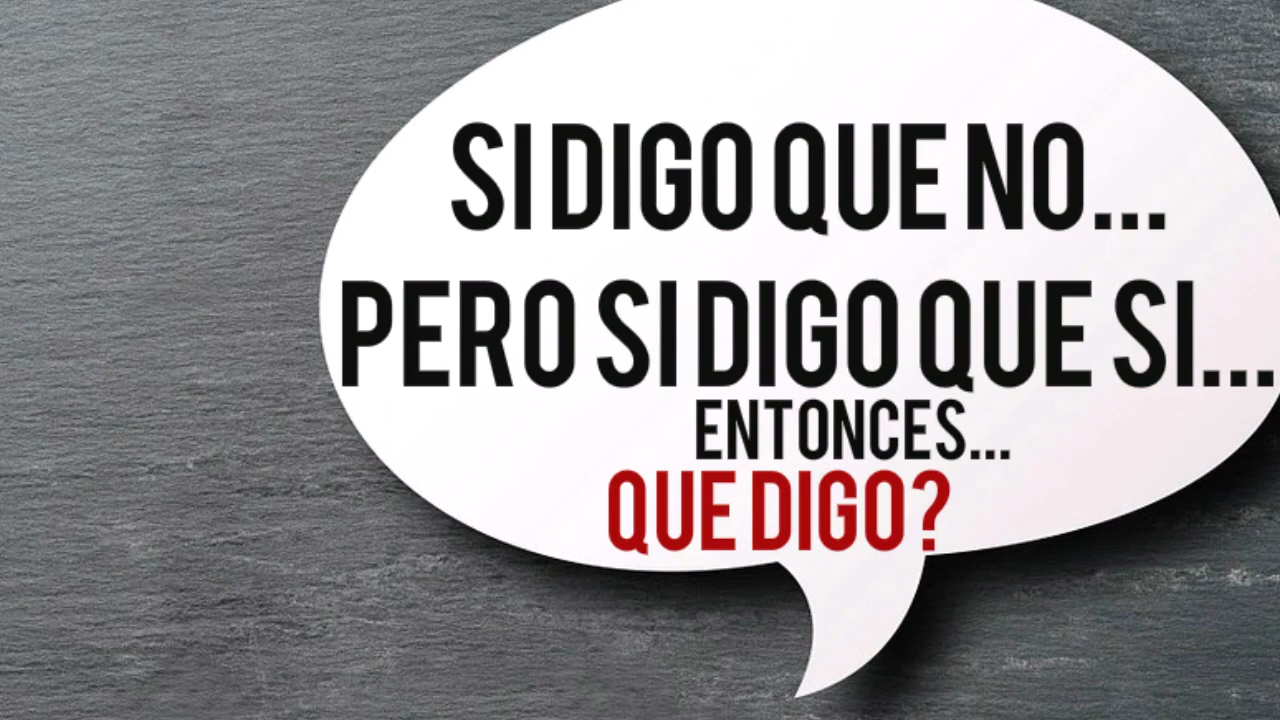 SI DIGO QUE NO...
PERO SI DIGO QUE SI...
ENTONCES...
QUE DIGO?